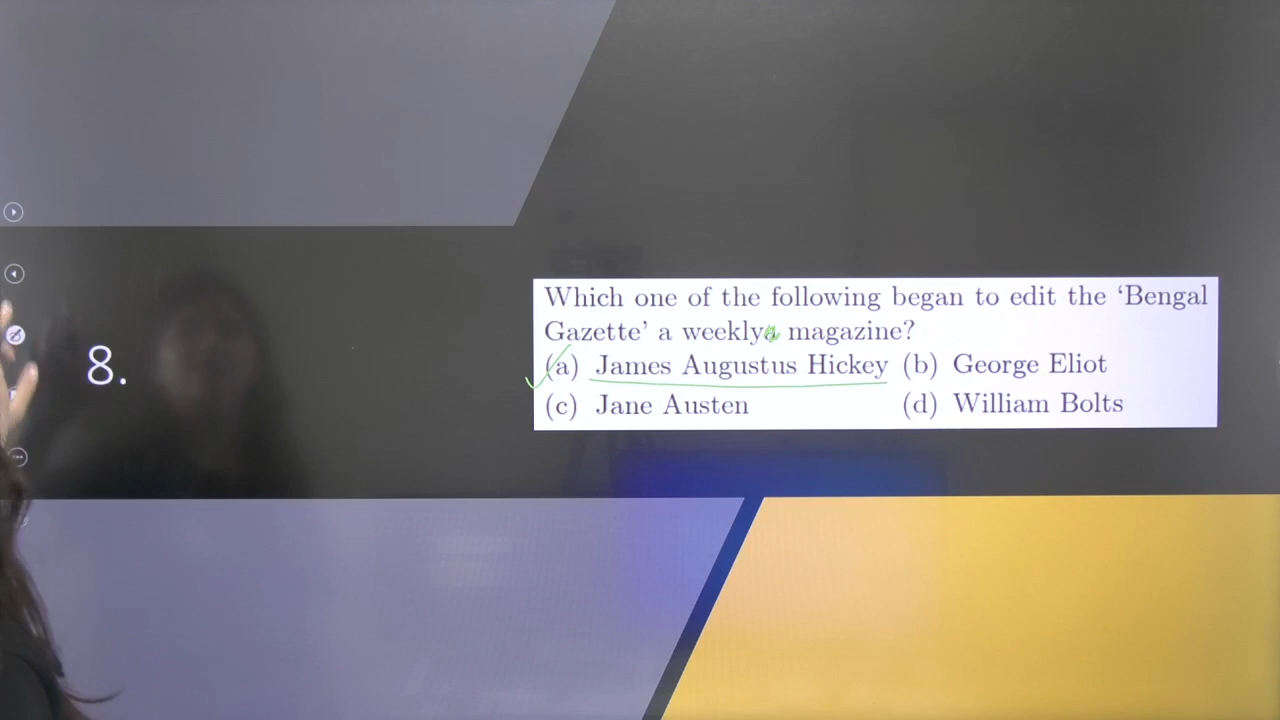 8.
Which one of the following began to edit the ‘Bengal
Gazette’ a weekly magazine?
(a) James Augustus Hickey (b) George Eliot
(c) Jane Austen (d) William Bolts